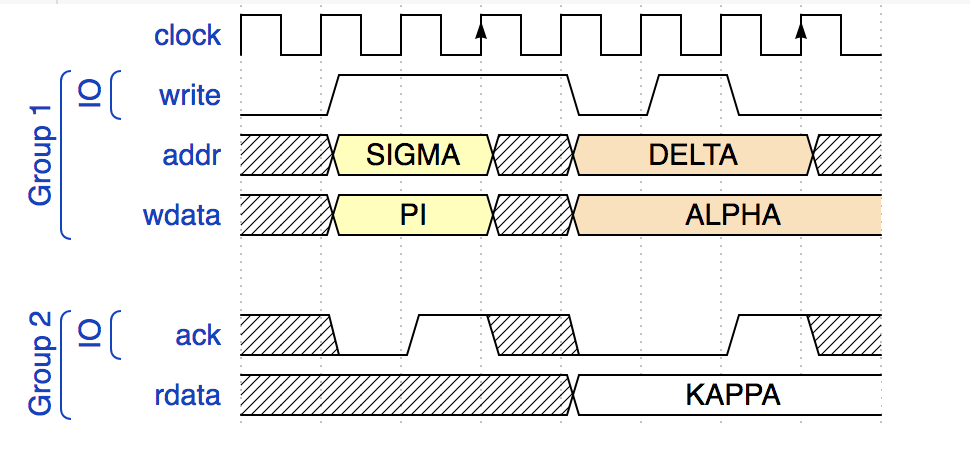 clock
Group 1
IO
write
addr
SIGMA
DELTA
wdata
PI
ALPHA
Group 2
IO
ack
rdata
KAPPA